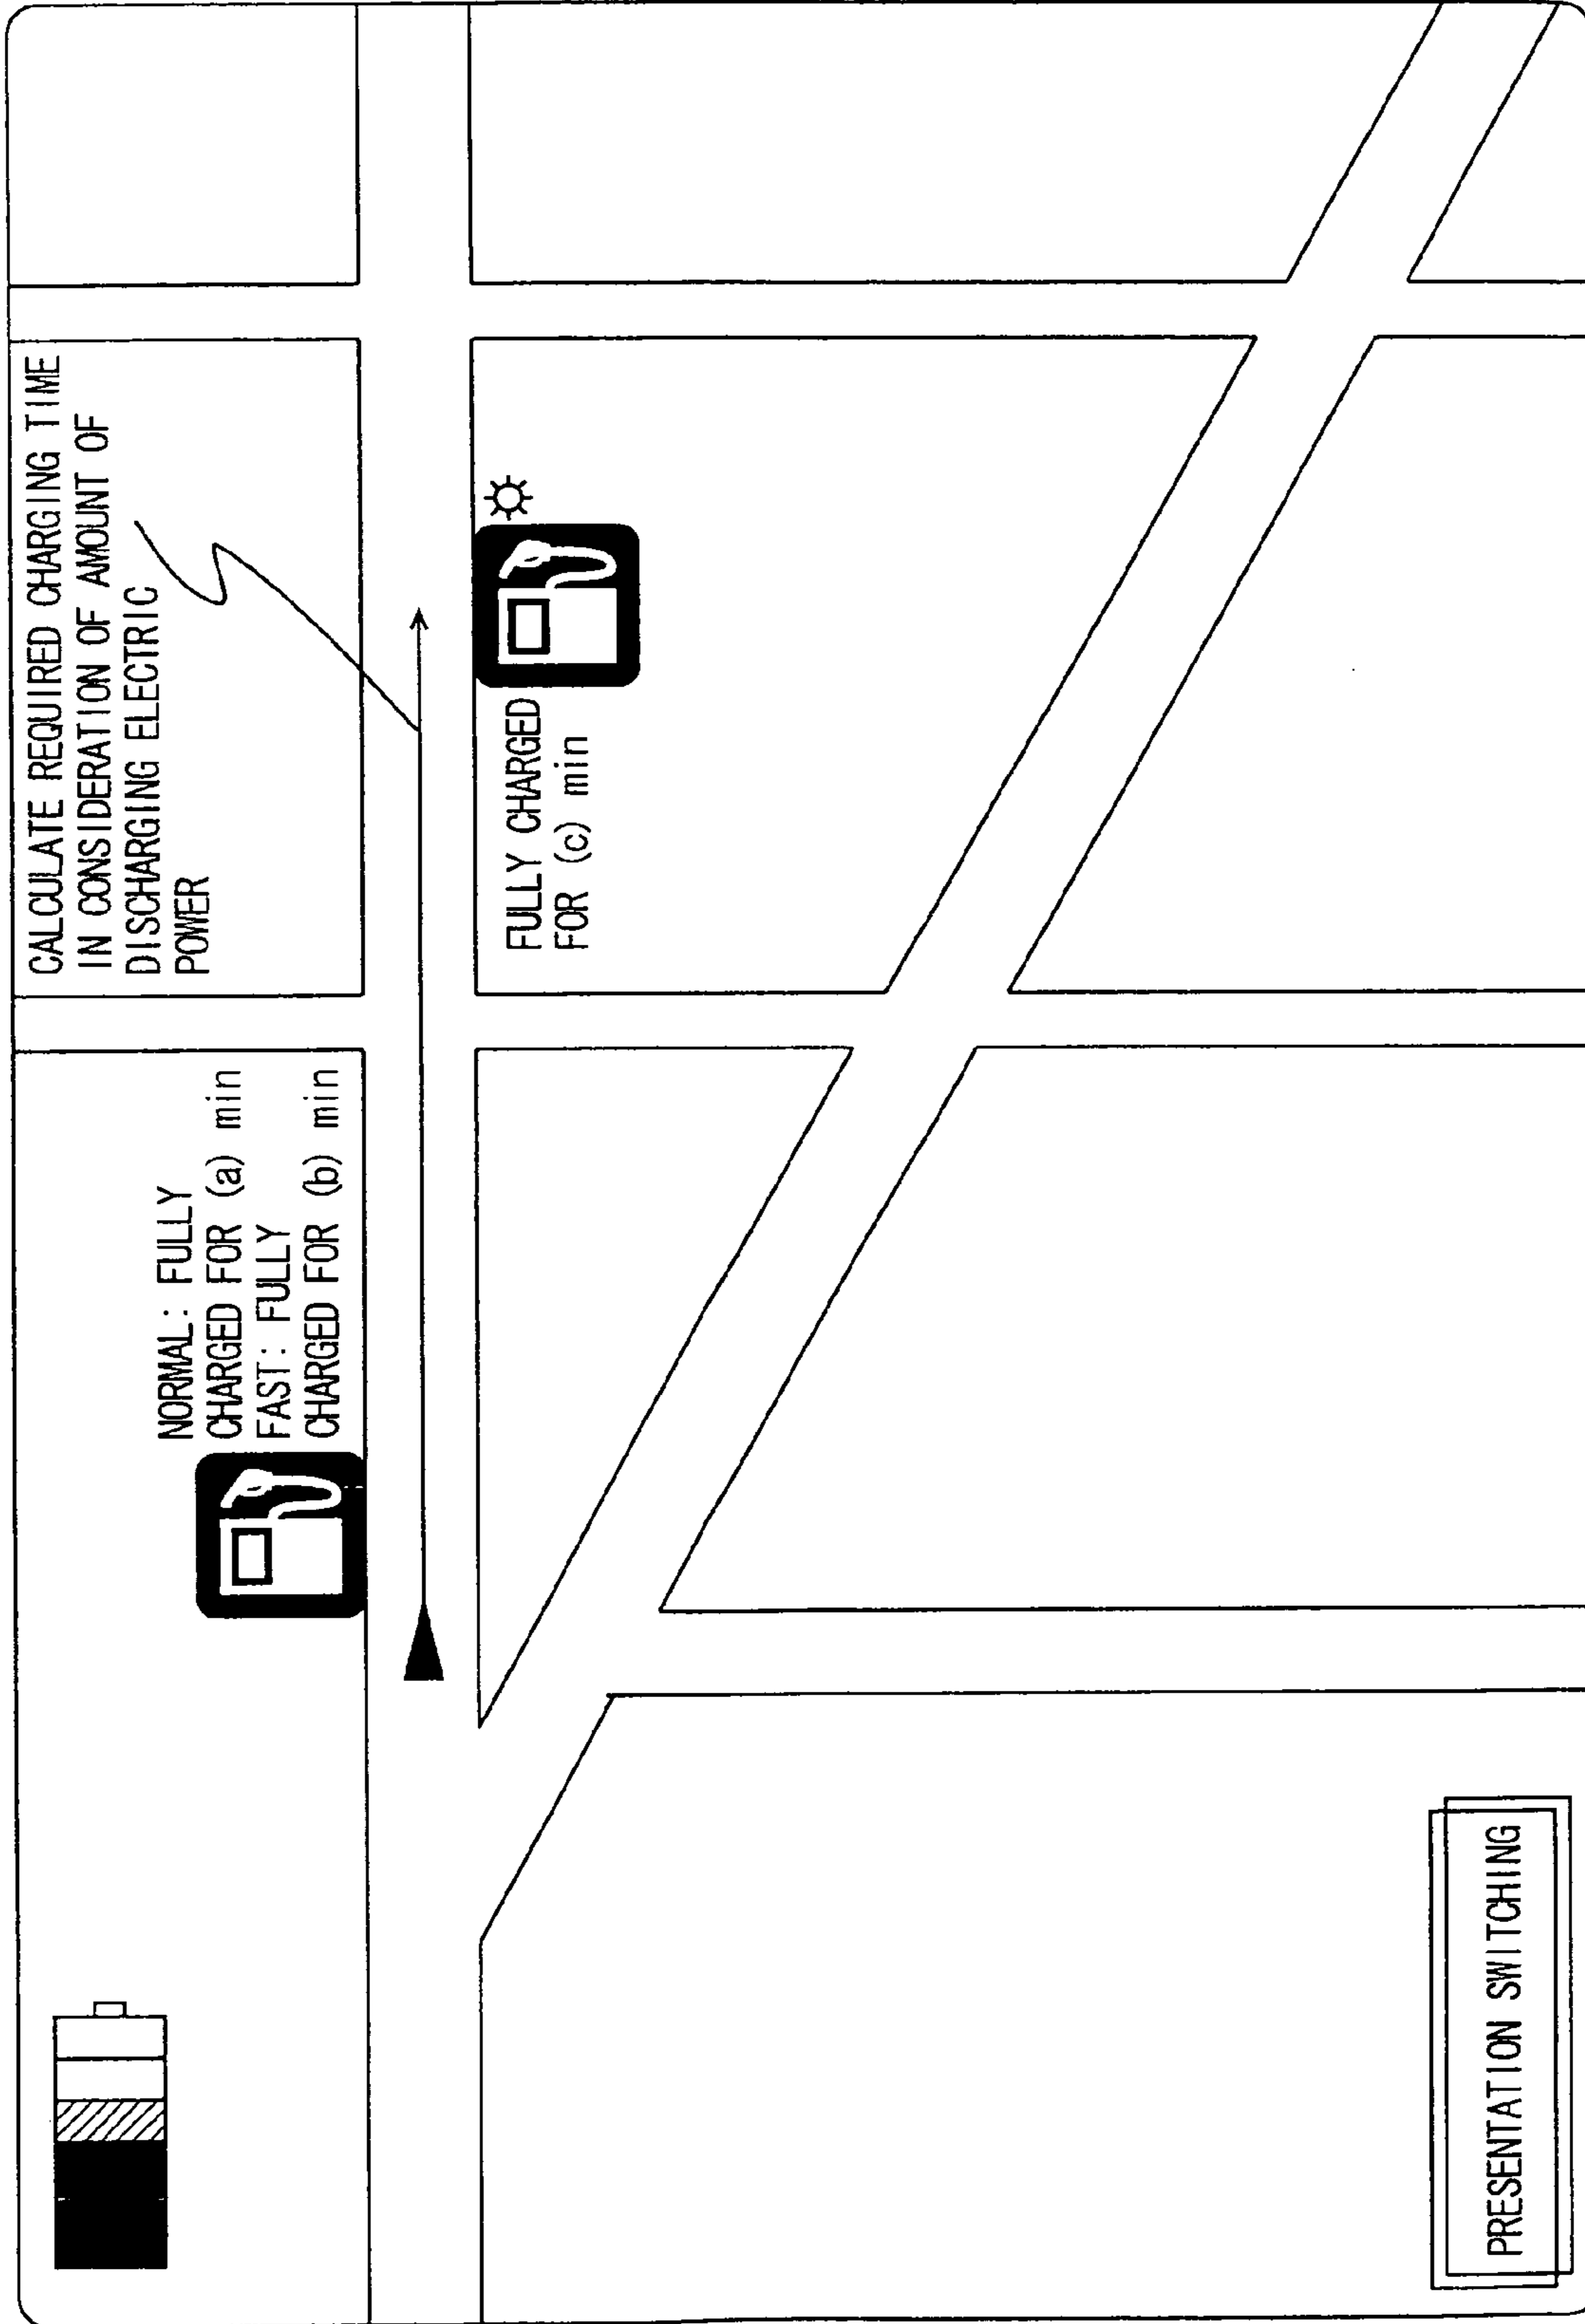 CALCULATE REQUIRED CHARGING TIME
IN CONSIDERATION OF AMOUNT OF
DISCHARGING ELECTRIC
POWER
NORMAL: FULLY
CHARGED FOR (a) min
FAST: FULLY
CHARGED FOR (b) min
FULLY CHARGED
FOR (c) min
PRESENTATION SWITCHING